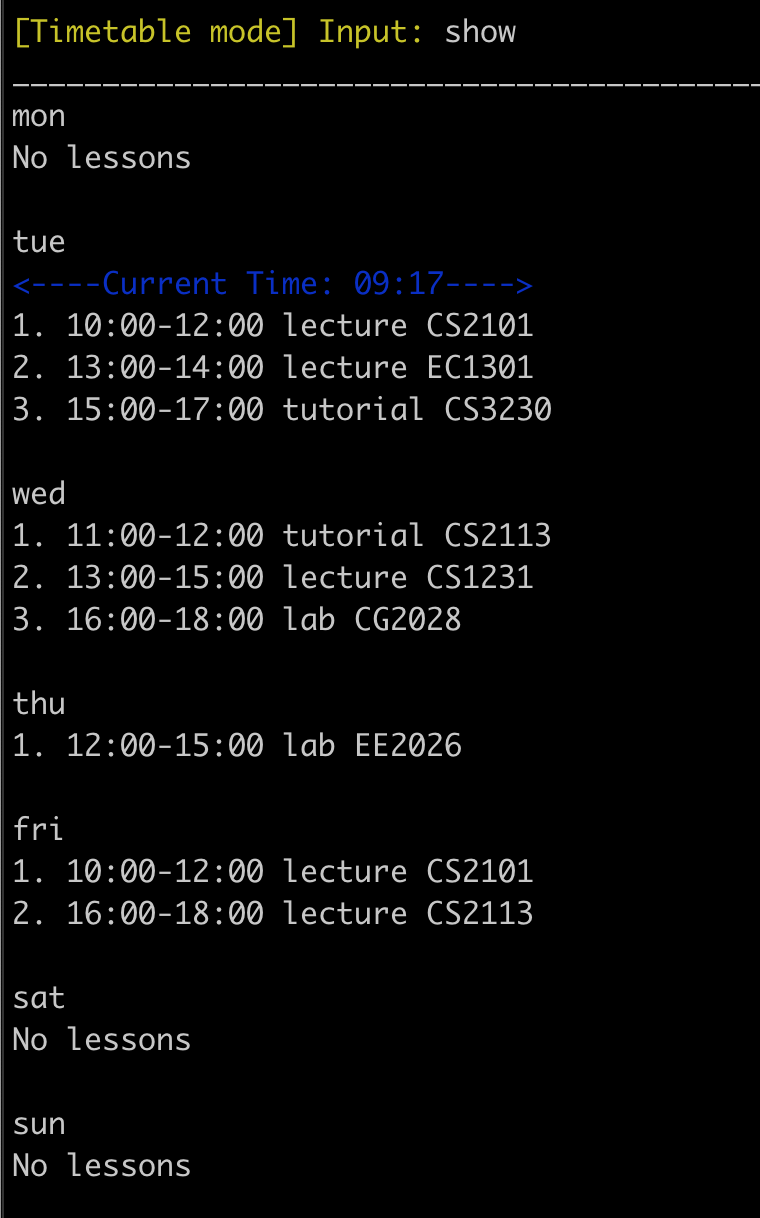 [Timetable mode] Input: show
__________________________________________
mon
No lessons
tue
<----Current Time: 09:17---->
1. 10:00-12:00 lecture CS2101
2. 13:00-14:00 lecture EC1301
3. 15:00-17:00 tutorial CS3230
wed
1. 11:00-12:00 tutorial CS2113
2. 13:00-15:00 lecture CS1231
3. 16:00-18:00 lab CG2028
thu
1. 12:00-15:00 lab EE2026
fri
1. 10:00-12:00 lecture CS2101
2. 16:00-18:00 lecture CS2113
sat
No lessons
sun
No lessons